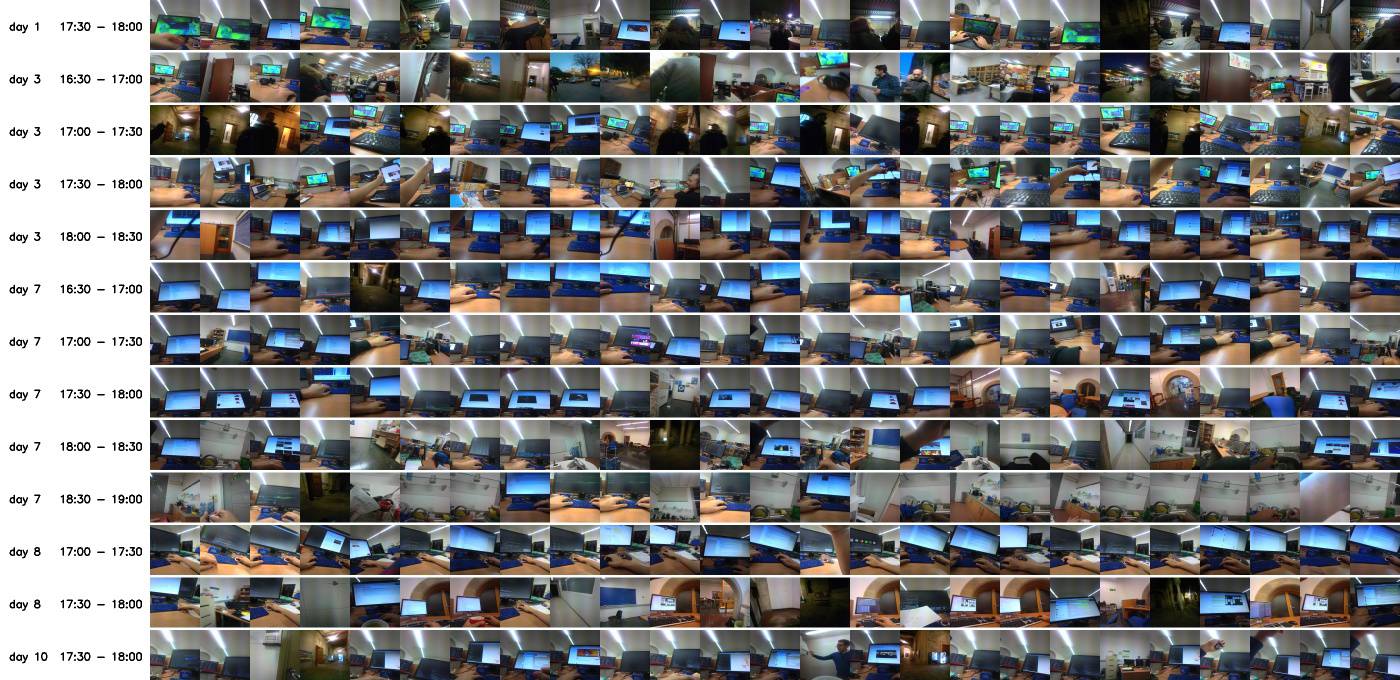 day 1 17:30 – 18:00
day 3 16:30 – 17:00
day 3 17:00 – 17:30
day 3 17:30 – 18:00
day 3 18:00 – 18:30
day 7 16:30 – 17:00
day 7 17:00 – 17:30
day 7 17:30 – 18:00
day 7 18:00 – 18:30
day 7 18:30 – 19:00
day 8 17:00 – 17:30
day 8 17:30 – 18:00
day 10 17:30 – 18:00